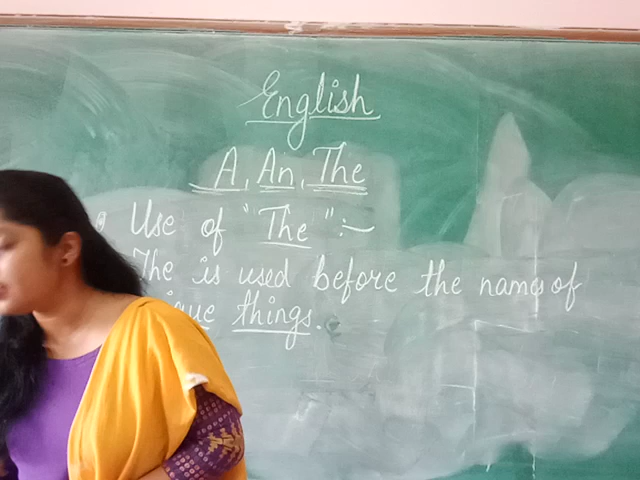 English
A, An, The
Use of "The" :-
The is used before the name of
things.